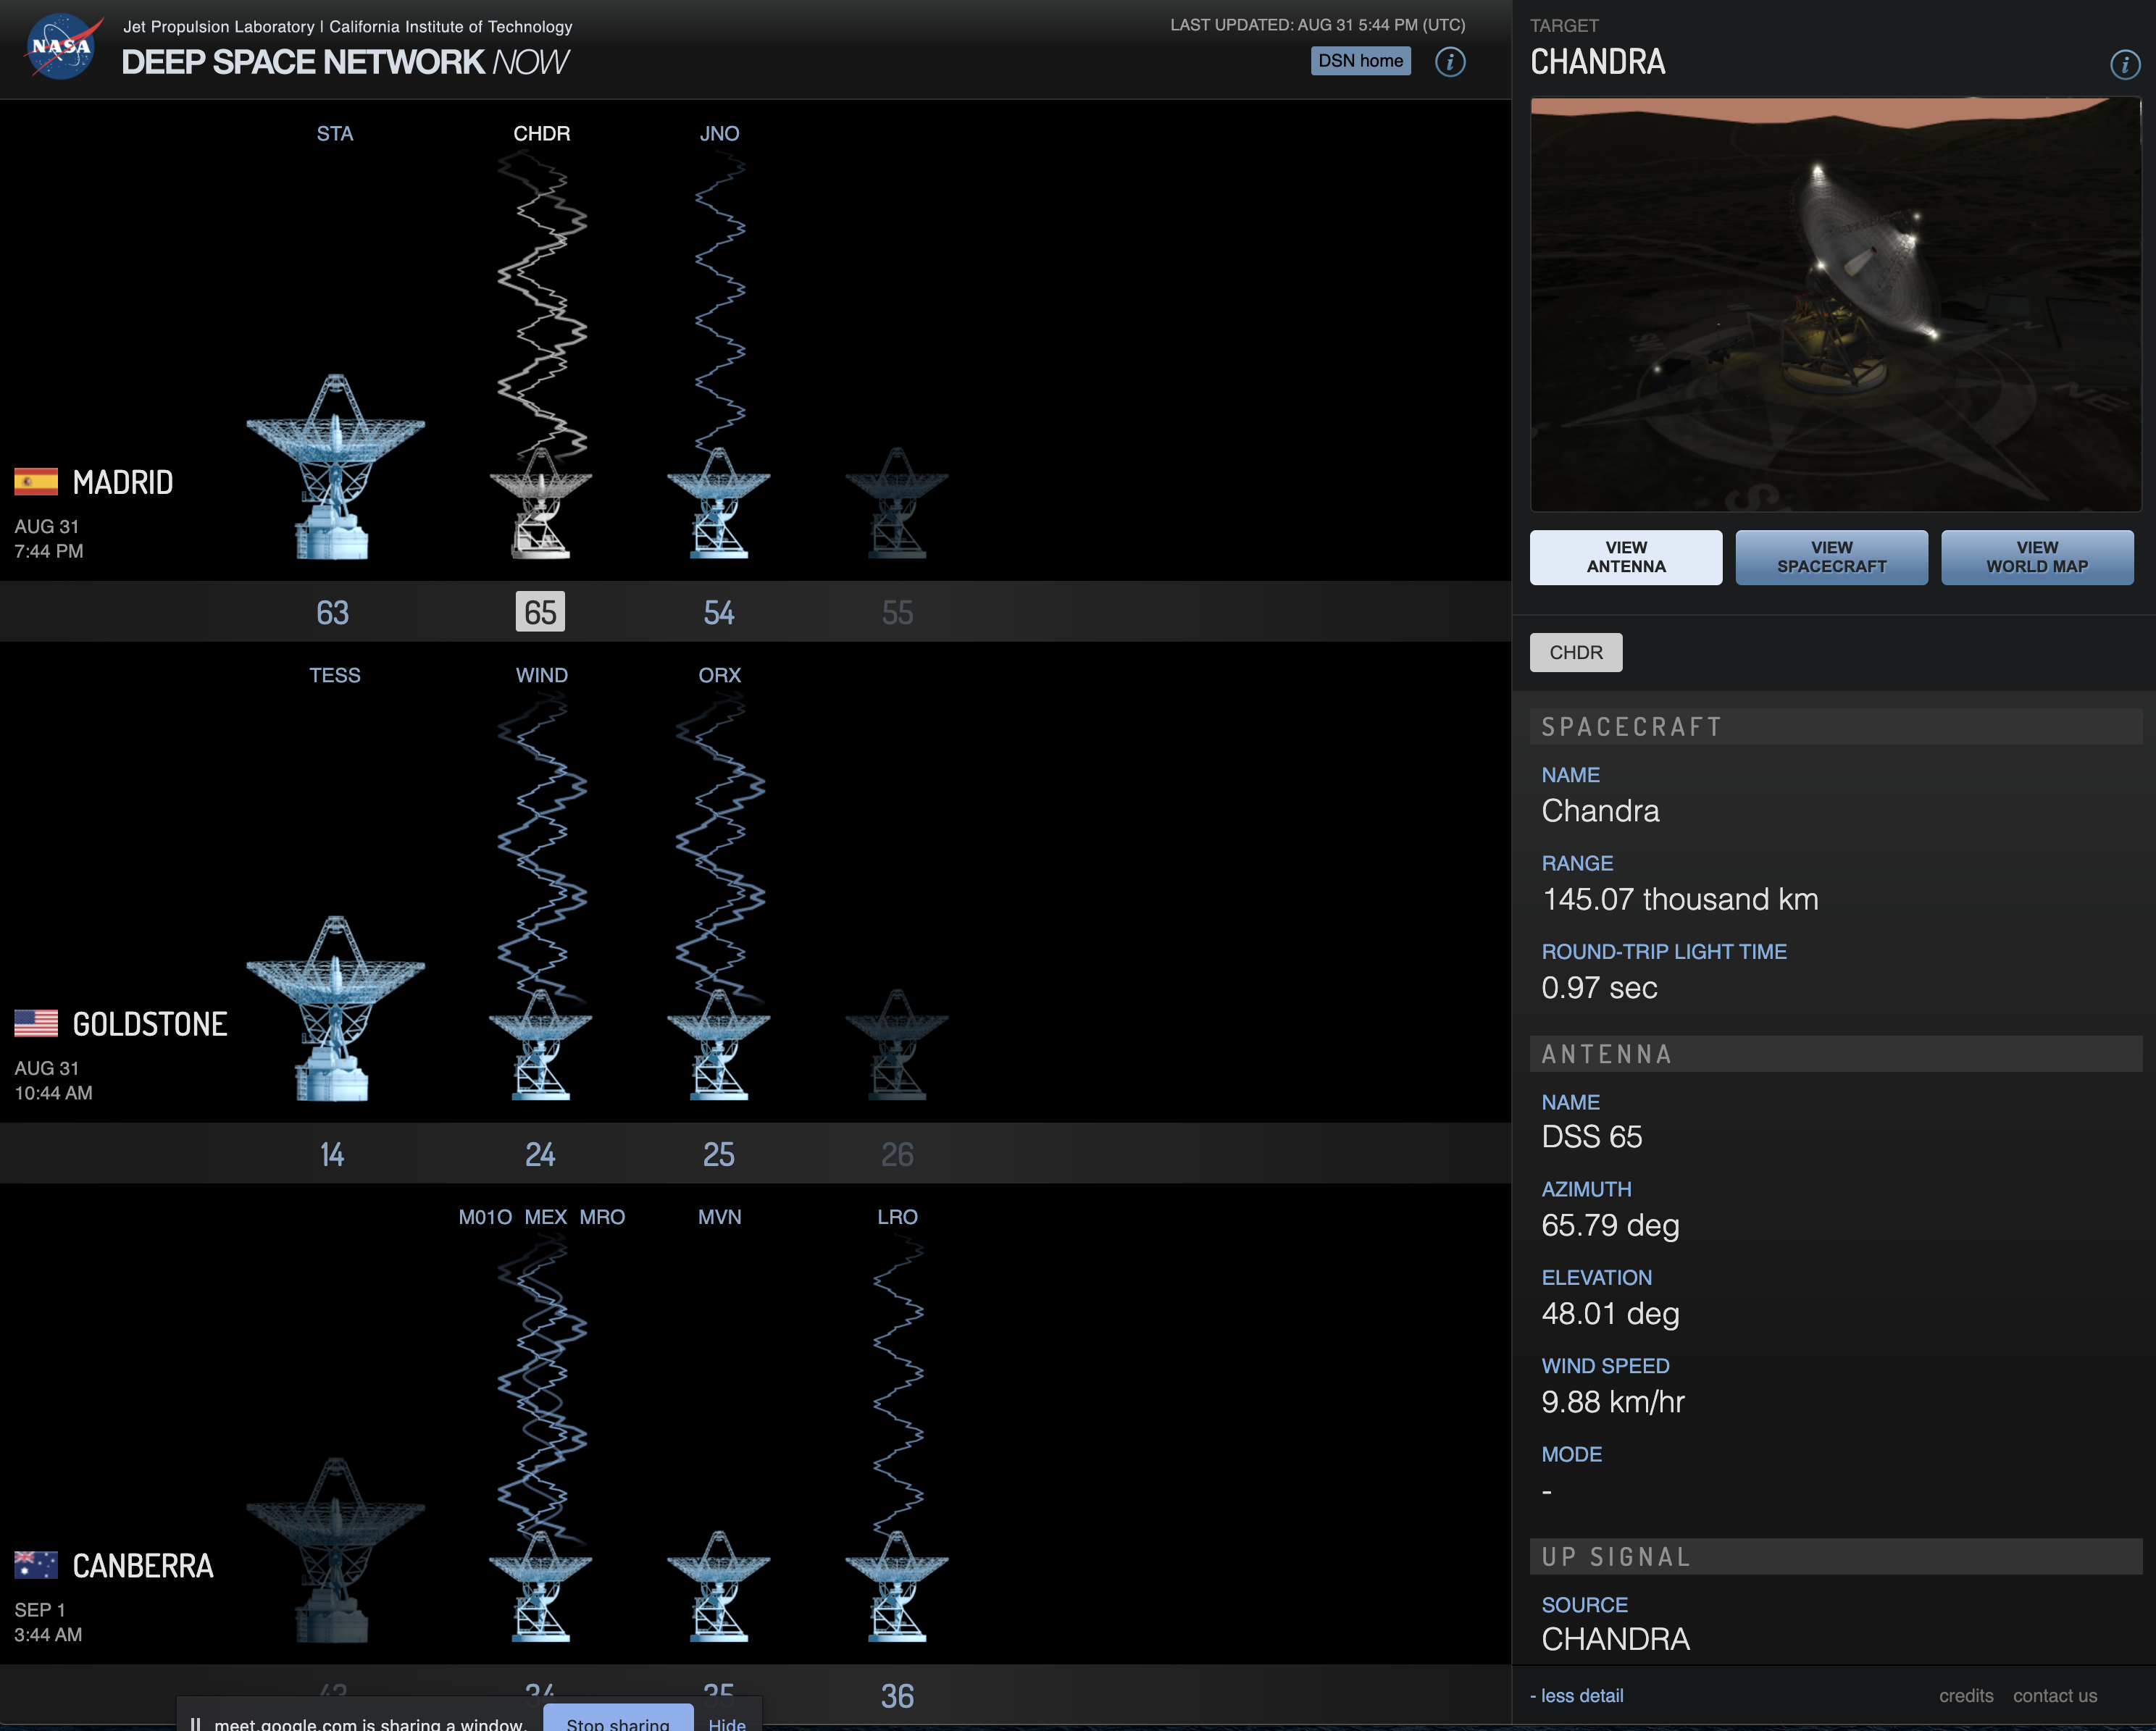 NASA
Jet Propulsion Laboratory | California Institute of Technology
DEEP SPACE NETWORK NOW
LAST UPDATED: AUG 31 5:44 PM (UTC)
DSN home
i
STA CHDR JNO
MADRID
AUG 31
7:44 PM
63 65 54 55
TESS WIND ORX
GOLDSTONE
AUG 31
10:44 AM
14 24 25 26
M01O MEX MRO MVN LRO
CANBERRA
SEP 1
3:44 AM
43 34 35 36
meet.google.com is sharing a window. Stop sharing Hide
TARGET
CHANDRA
i
NE
VIEW ANTENNA
VIEW SPACECRAFT
VIEW WORLD MAP
CHDR
SPACECRAFT
NAME
Chandra
RANGE
145.07 thousand km
ROUND-TRIP LIGHT TIME
0.97 sec
ANTENNA
NAME
DSS 65
AZIMUTH
65.79 deg
ELEVATION
48.01 deg
WIND SPEED
9.88 km/hr
MODE
-
UP SIGNAL
SOURCE
CHANDRA
- less detail
credits contact us